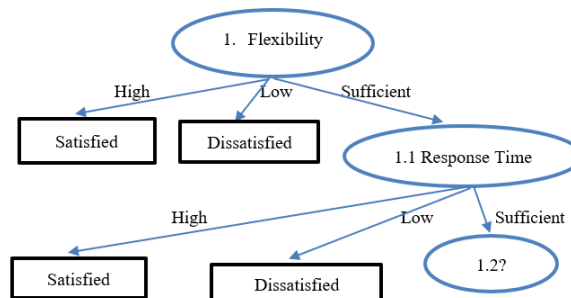 1. Flexibility
High Low Sufficient
Satisfied Dissatisfied
1.1 Response Time
High Low Sufficient
1.2?
Satisfied Dissatisfied